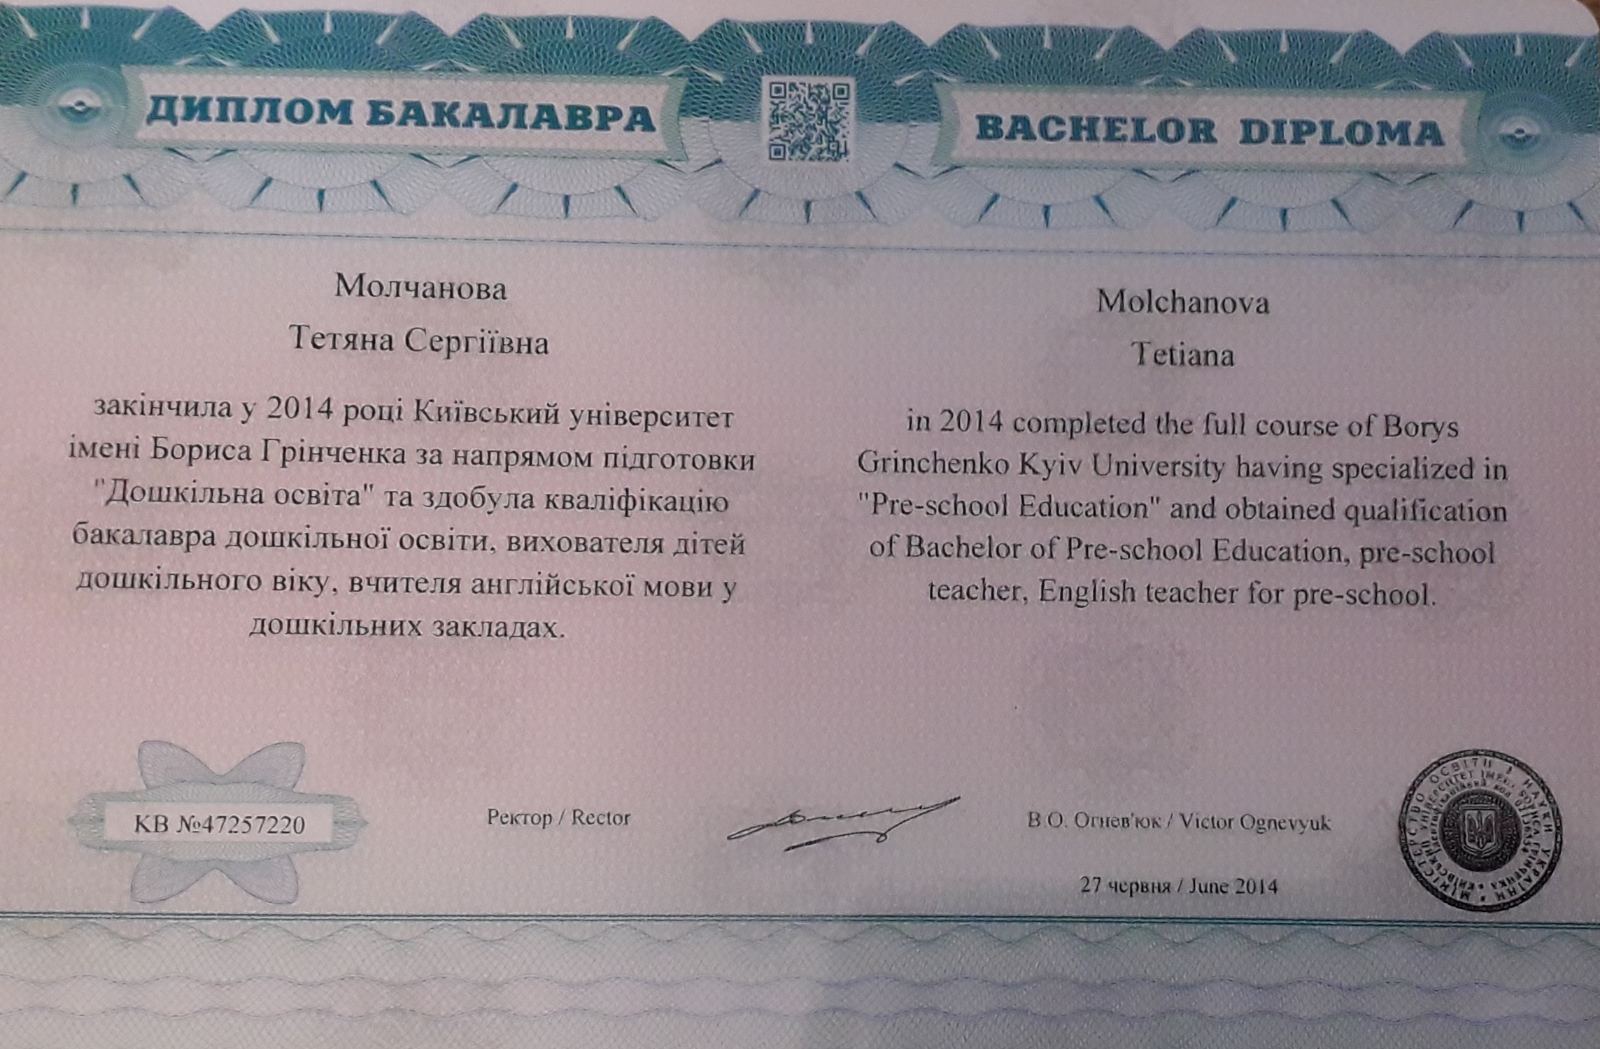 ДИПЛОМ БАКАЛАВРА
Молчанова
Тетяна Сергіївна
закінчила у 2014 році Київський університет
імені Бориса Грінченка за напрямом підготовки
"Дошкільна освіта" та здобула кваліфікацію
бакалавра дошкільної освіти, вихователя дітей
дошкільного віку, вчителя англійської мови у
дошкільних закладах.
BACHELOR DIPLOMA
Molchanova
Tetiana
in 2014 completed the full course of Borys
Grinchenko Kyiv University having specialized in
"Pre-school Education" and obtained qualification
of Bachelor of Pre-school Education, pre-school
teacher, English teacher for pre-school.
КВ №47257220
Ректор / Rector
В.О. Огнев'юк / Victor Ognevyuk
27 червня / June 2014
МІНІСТЕРСТВО ОСВІТИ І НАУКИ УКРАЇНИ